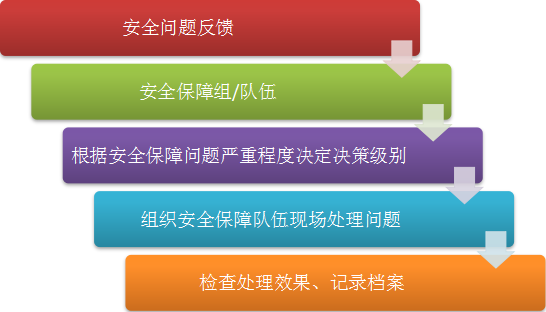 安全问题反馈
安全保障组/队伍
根据安全保障问题严重程度决定决策级别
组织安全保障队伍现场处理问题
检查处理效果、记录档案